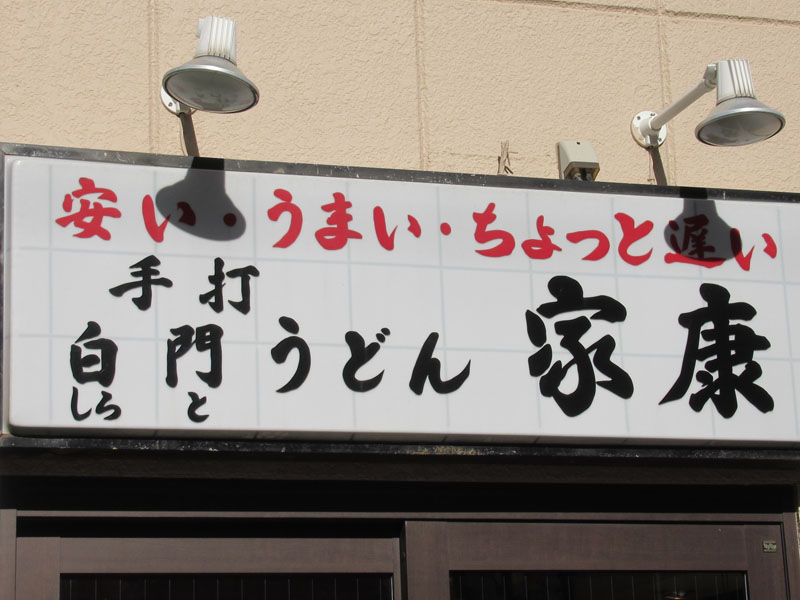 安い・うまい・ちょっと遅い
手打
白門うどん 家康
しらと